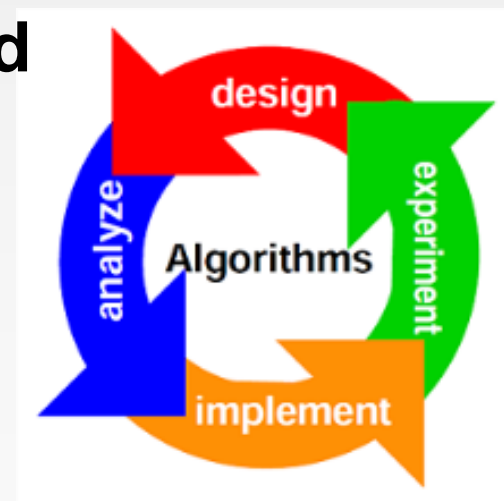 d
design
experiment
analyze
Algorithms
implement